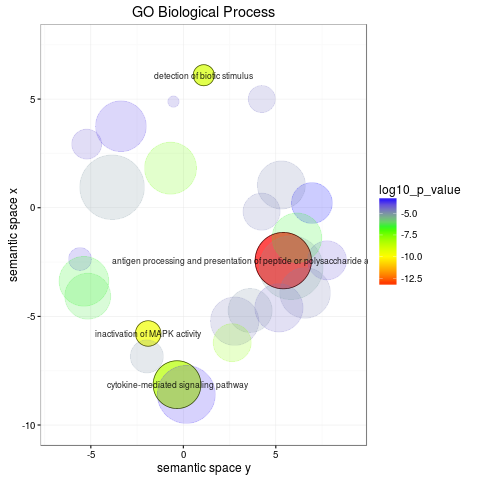 GO Biological Process
detection of biotic stimulus
antigen processing and presentation of peptide or polysaccharide a
inactivation of MAPK activity
cytokine-mediated signaling pathway
5
0
-5
-10
-5
0
5
semantic space x
semantic space y
log10_p_value
-5.0
-7.5
-10.0
-12.5